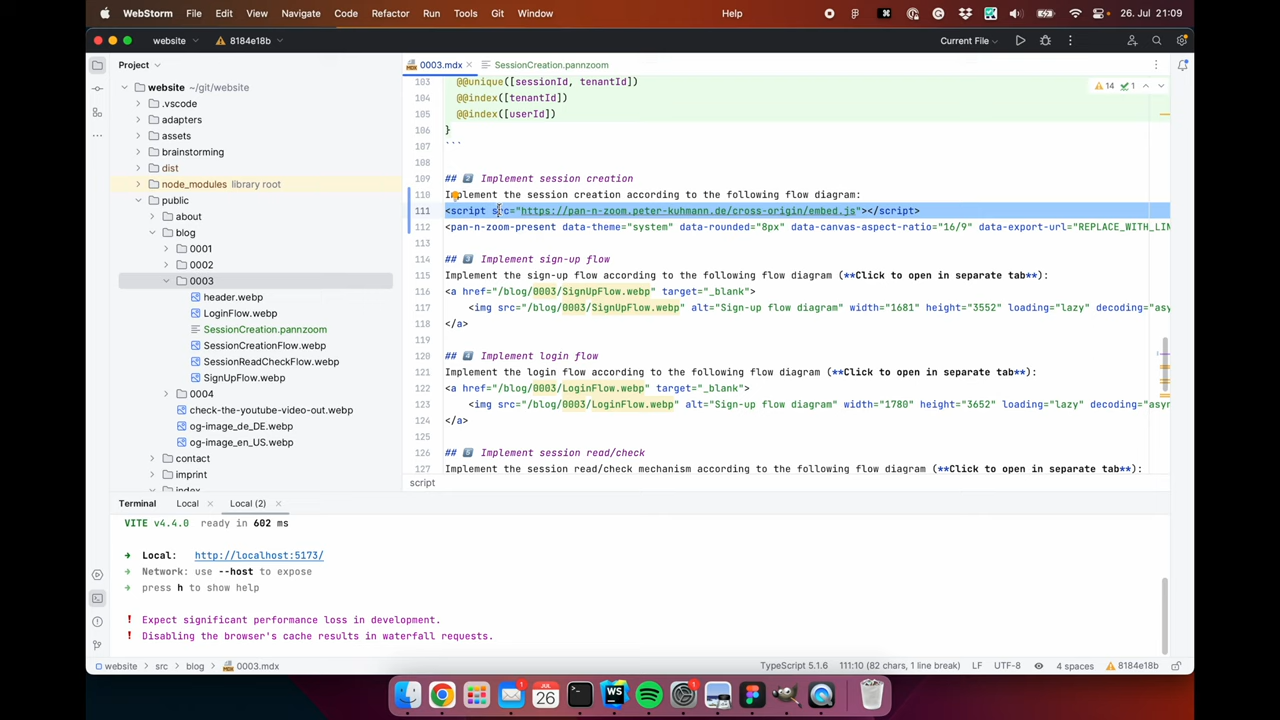 WebStorm File Edit View Navigate Code Refactor Run Tools Git Window Help 26. Jul 21:09
website 8184e18b Current File
Project
0003.mdx SessionCreation.pannzoom
website ~/git/website
.vscode
adapters
assets
brainstorming
dist
node_modules library root
public
about
blog
0001
0002
0003
header.webp
LoginFlow.webp
SessionCreation.pannzoom
SessionCreationFlow.webp
SessionReadCheckFlow.webp
SignUpFlow.webp
0004
check-the-youtube-video-out.webp
og-image_de_DE.webp
og-image_en_US.webp
contact
imprint
index
14 1
103 @@unique([sessionId, tenantId])
104 @@index([tenantId])
105 @@index([userId])
106 }
107 ```
108
109 ## 2️⃣ Implement session creation
110 Implement the session creation according to the following flow diagram:
111 <script src="https://pan-n-zoom.peter-kuhmann.de/cross-origin/embed.js"></script>
112 <pan-n-zoom-present data-theme="system" data-rounded="8px" data-canvas-aspect-ratio="16/9" data-export-url="REPLACE_WITH_LIN
113
114 ## 3️⃣ Implement sign-up flow
115 Implement the sign-up flow according to the following flow diagram (**Click to open in separate tab**):
116 <a href="/blog/0003/SignUpFlow.webp" target="_blank">
117 <img src="/blog/0003/SignUpFlow.webp" alt="Sign-up flow diagram" width="1681" height="3552" loading="lazy" decoding="asy
118 </a>
119
120 ## 4️⃣ Implement login flow
121 Implement the login flow according to the following flow diagram (**Click to open in separate tab**):
122 <a href="/blog/0003/LoginFlow.webp" target="_blank">
123 <img src="/blog/0003/LoginFlow.webp" alt="Sign-up flow diagram" width="1780" height="3652" loading="lazy" decoding="asyn
124 </a>
125
126 ## 5️⃣ Implement session read/check
127 Implement the session read/check mechanism according to the following flow diagram (**Click to open in separate tab**):
script
Terminal Local Local (2)
VITE v4.4.0 ready in 602 ms
➜ Local: http://localhost:5173/
➜ Network: use --host to expose
➜ press h to show help
! Expect significant performance loss in development.
! Disabling the browser's cache results in waterfall requests.
website src blog 0003.mdx TypeScript 5.1.6 111:10 (82 chars, 1 line break) LF UTF-8 4 spaces 8184e18b
JUL
26
WS
1
1